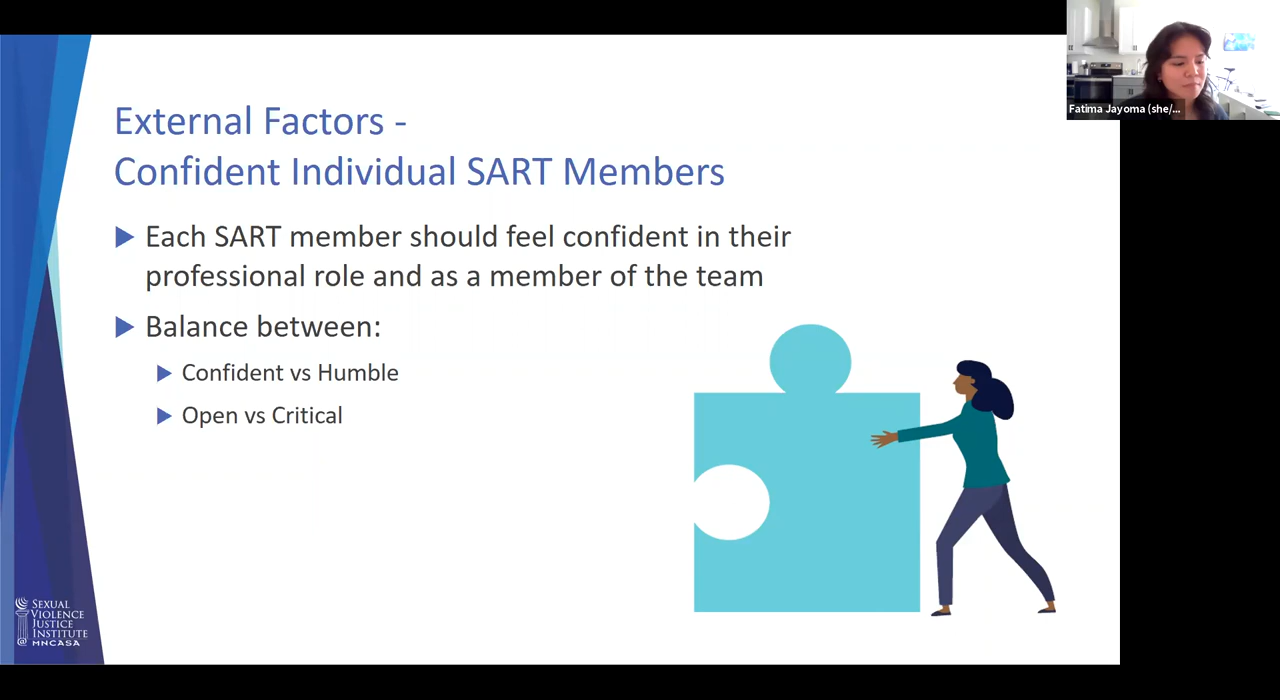 Fatima Jayoma (she/...
External Factors -
Confident Individual SART Members
Each SART member should feel confident in their
professional role and as a member of the team
Balance between:
Confident vs Humble
Open vs Critical
SEXUAL
VIOLENCE
JUSTICE
INSTITUTE
@ MNCASA